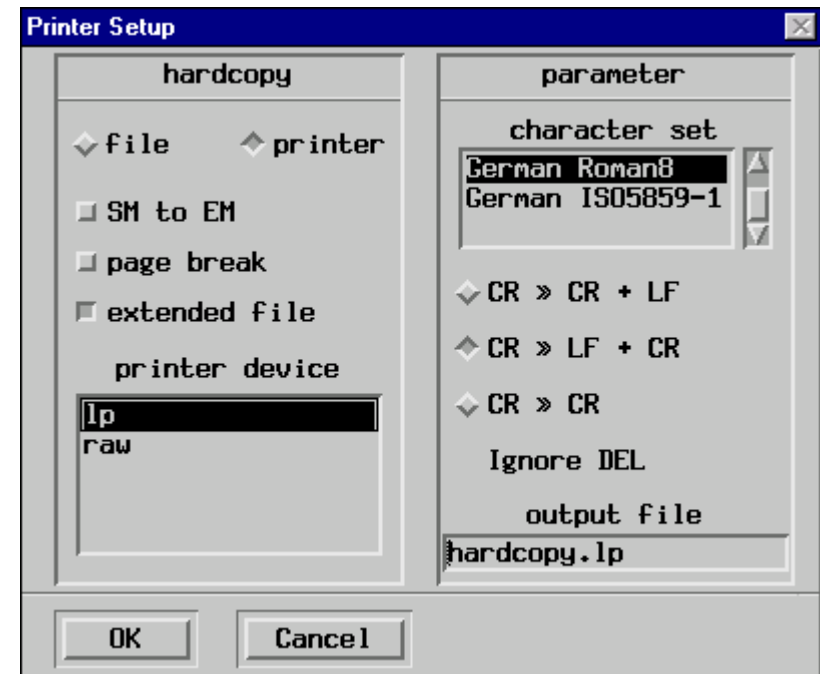 Printer Setup
hardcopy
file printer
SM to EM
page break
extended file
printer device
lp
raw
parameter
character set
German Roman8
German ISO5859-1
CR » CR + LF
CR » LF + CR
CR » CR
Ignore DEL
output file
hardcopy.lp
OK Cancel